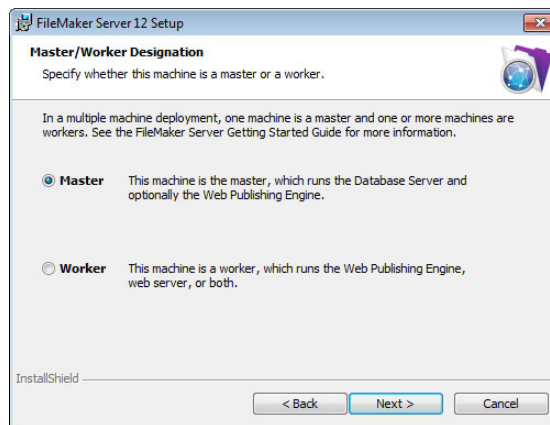 FileMaker Server 12 Setup
Master/Worker Designation
Specify whether this machine is a master or a worker.
In a multiple machine deployment, one machine is a master and one or more machines are
workers. See the FileMaker Server Getting Started Guide for more information.
Master This machine is the master, which runs the Database Server and
optionally the Web Publishing Engine.
Worker This machine is a worker, which runs the Web Publishing Engine,
web server, or both.
InstallShield
< Back Next > Cancel